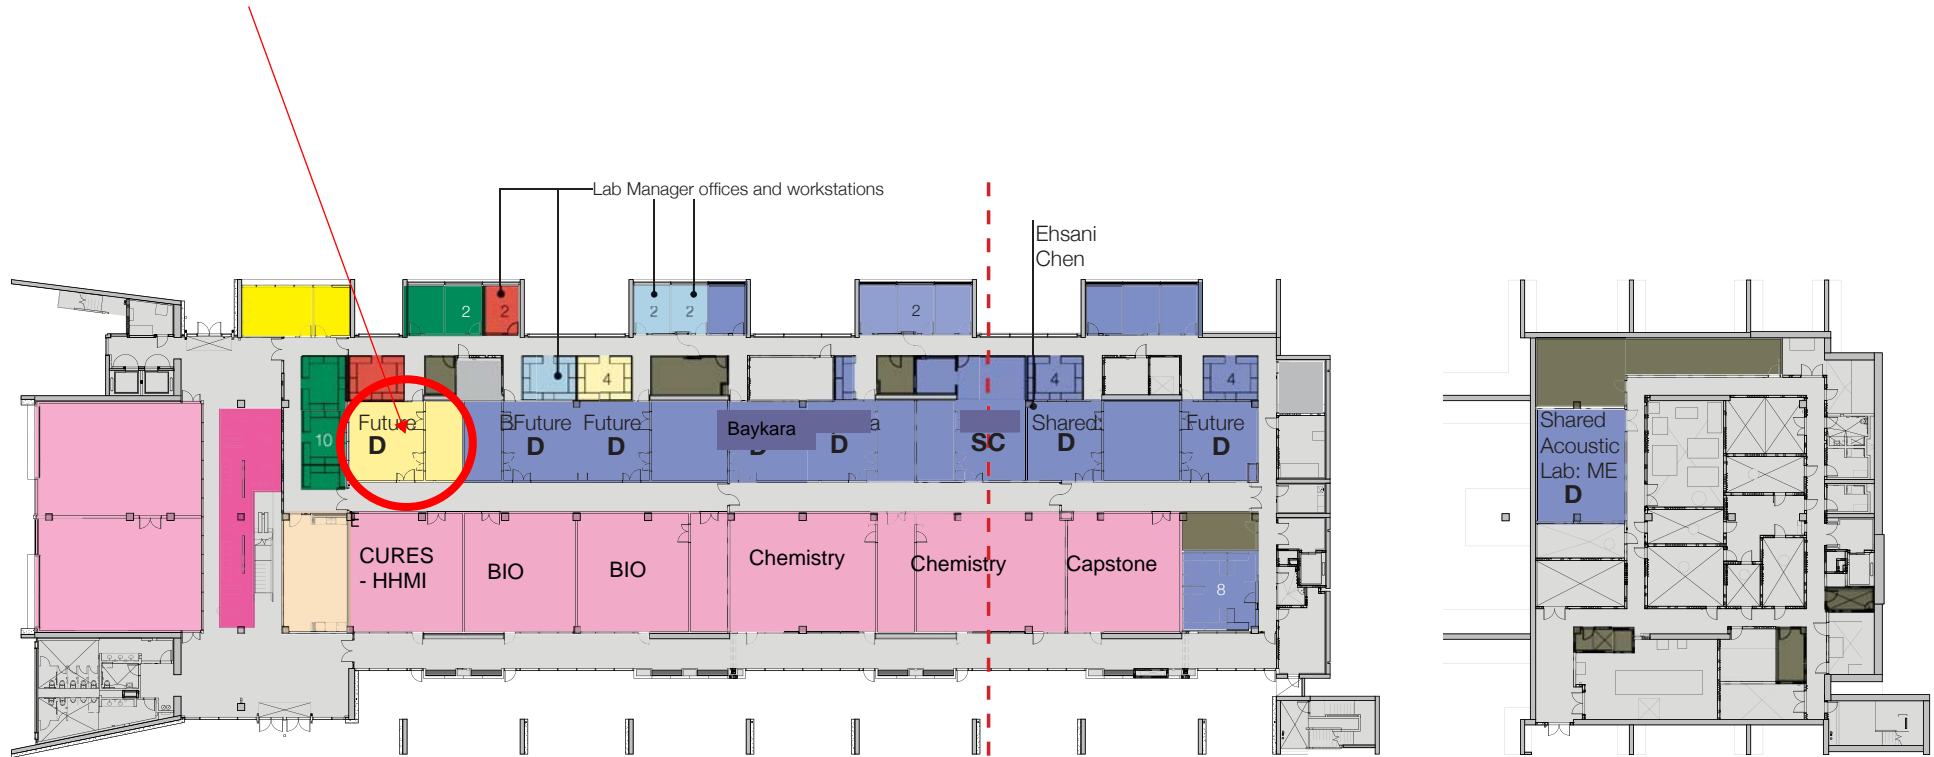 Lab Manager offices and workstations
Ehsani
Chen
2
2
2
2
2
4
4
4
10
Future
D
Future
D
Future
D
Baykara
D
a
D
SC
Shared
D
Future
D
CURES
- HHMI
BIO
BIO
Chemistry
Chemistry
Capstone
8
Shared
Acoustic
Lab: ME
D